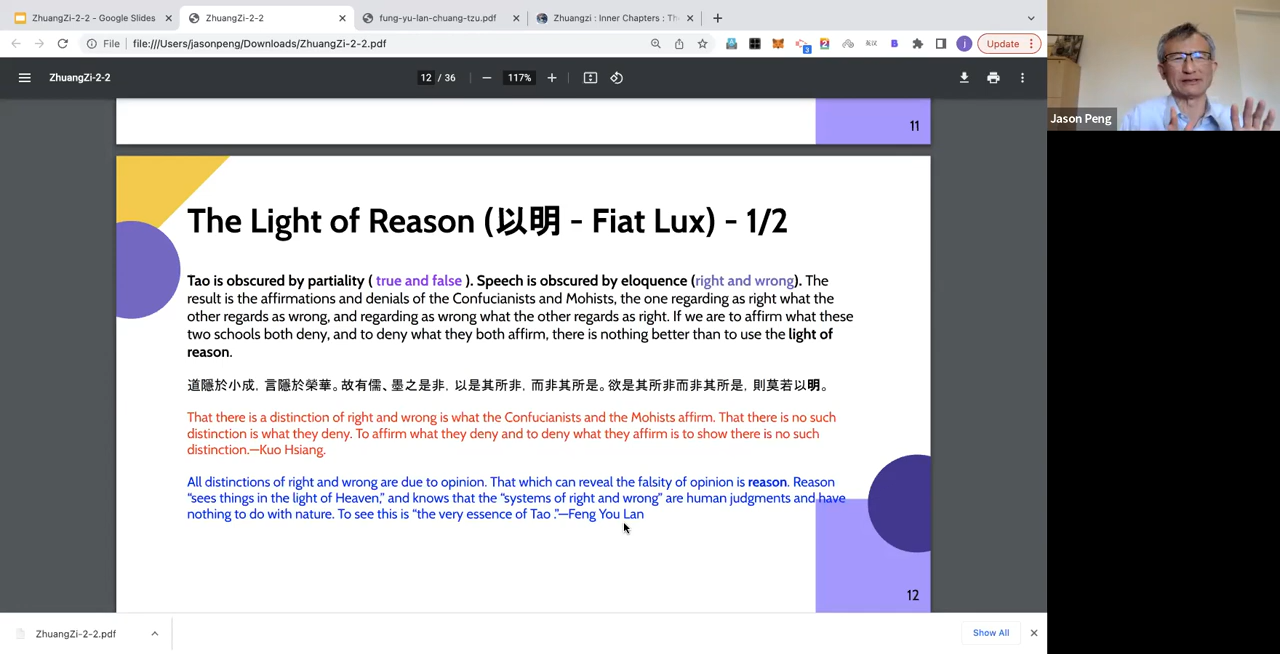 ZhuangZi-2-2 - Google Slides
ZhuangZi-2-2
fung-yu-lan-chuang-tzu.pdf
Zhuangzi : Inner Chapters : Th
File
file:///Users/jasonpeng/Downloads/ZhuangZi-2-2.pdf
Update
ZhuangZi-2-2
12 / 36
117%
Jason Peng
11
The Light of Reason (以明 - Fiat Lux) - 1/2
Tao is obscured by partiality ( true and false ). Speech is obscured by eloquence (right and wrong). The
result is the affirmations and denials of the Confucianists and Mohists, the one regarding as right what the
other regards as wrong, and regarding as wrong what the other regards as right. If we are to affirm what these
two schools both deny, and to deny what they both affirm, there is nothing better than to use the light of
reason.
道隱於小成, 言隱於榮華。故有儒、墨之是非, 以是其所非, 而非其所是。欲是其所非而非其所是, 則莫若以明。
That there is a distinction of right and wrong is what the Confucianists and the Mohists affirm. That there is no such
distinction is what they deny. To affirm what they deny and to deny what they affirm is to show there is no such
distinction.—Kuo Hsiang.
All distinctions of right and wrong are due to opinion. That which can reveal the falsity of opinion is reason. Reason
“sees things in the light of Heaven,” and knows that the “systems of right and wrong” are human judgments and have
nothing to do with nature. To see this is “the very essence of Tao .”—Feng You Lan
12
ZhuangZi-2-2.pdf
Show All